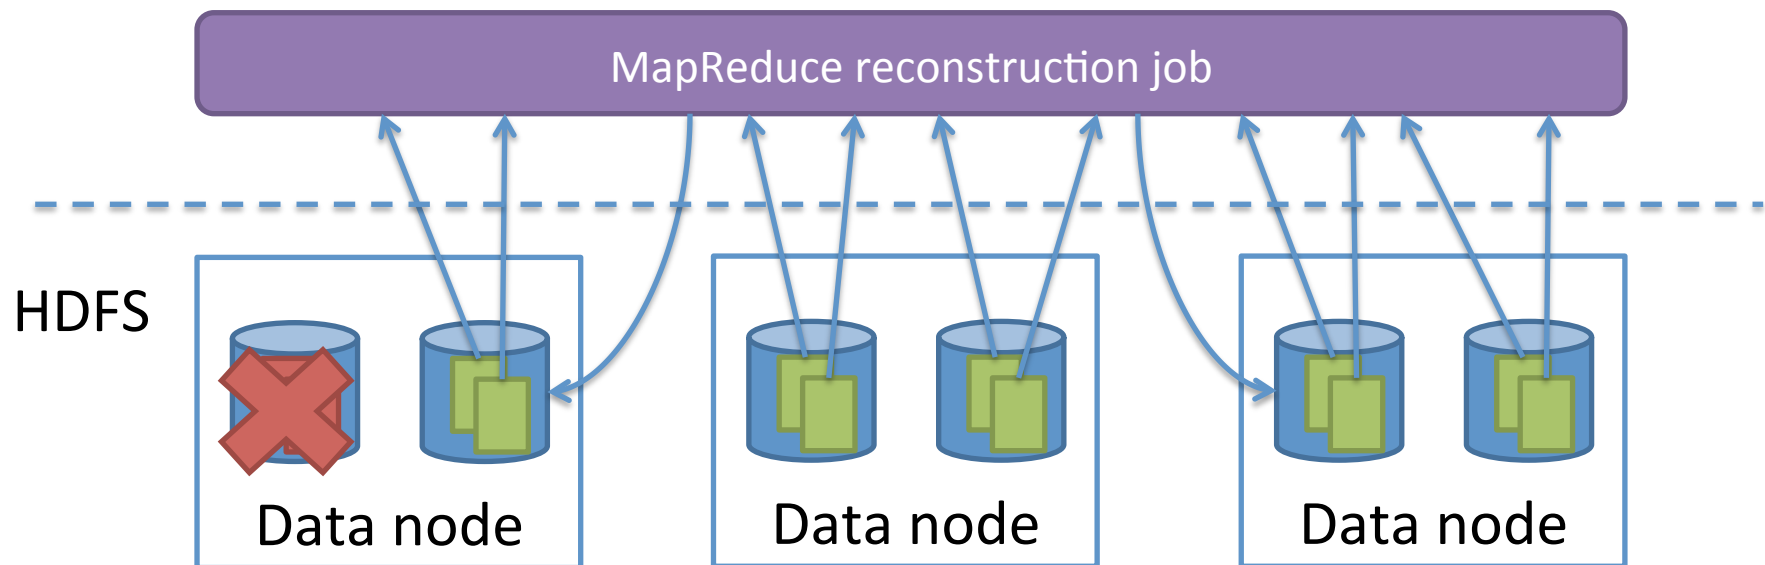 MapReduce reconstruction job
HDFS
Data node
Data node
Data node